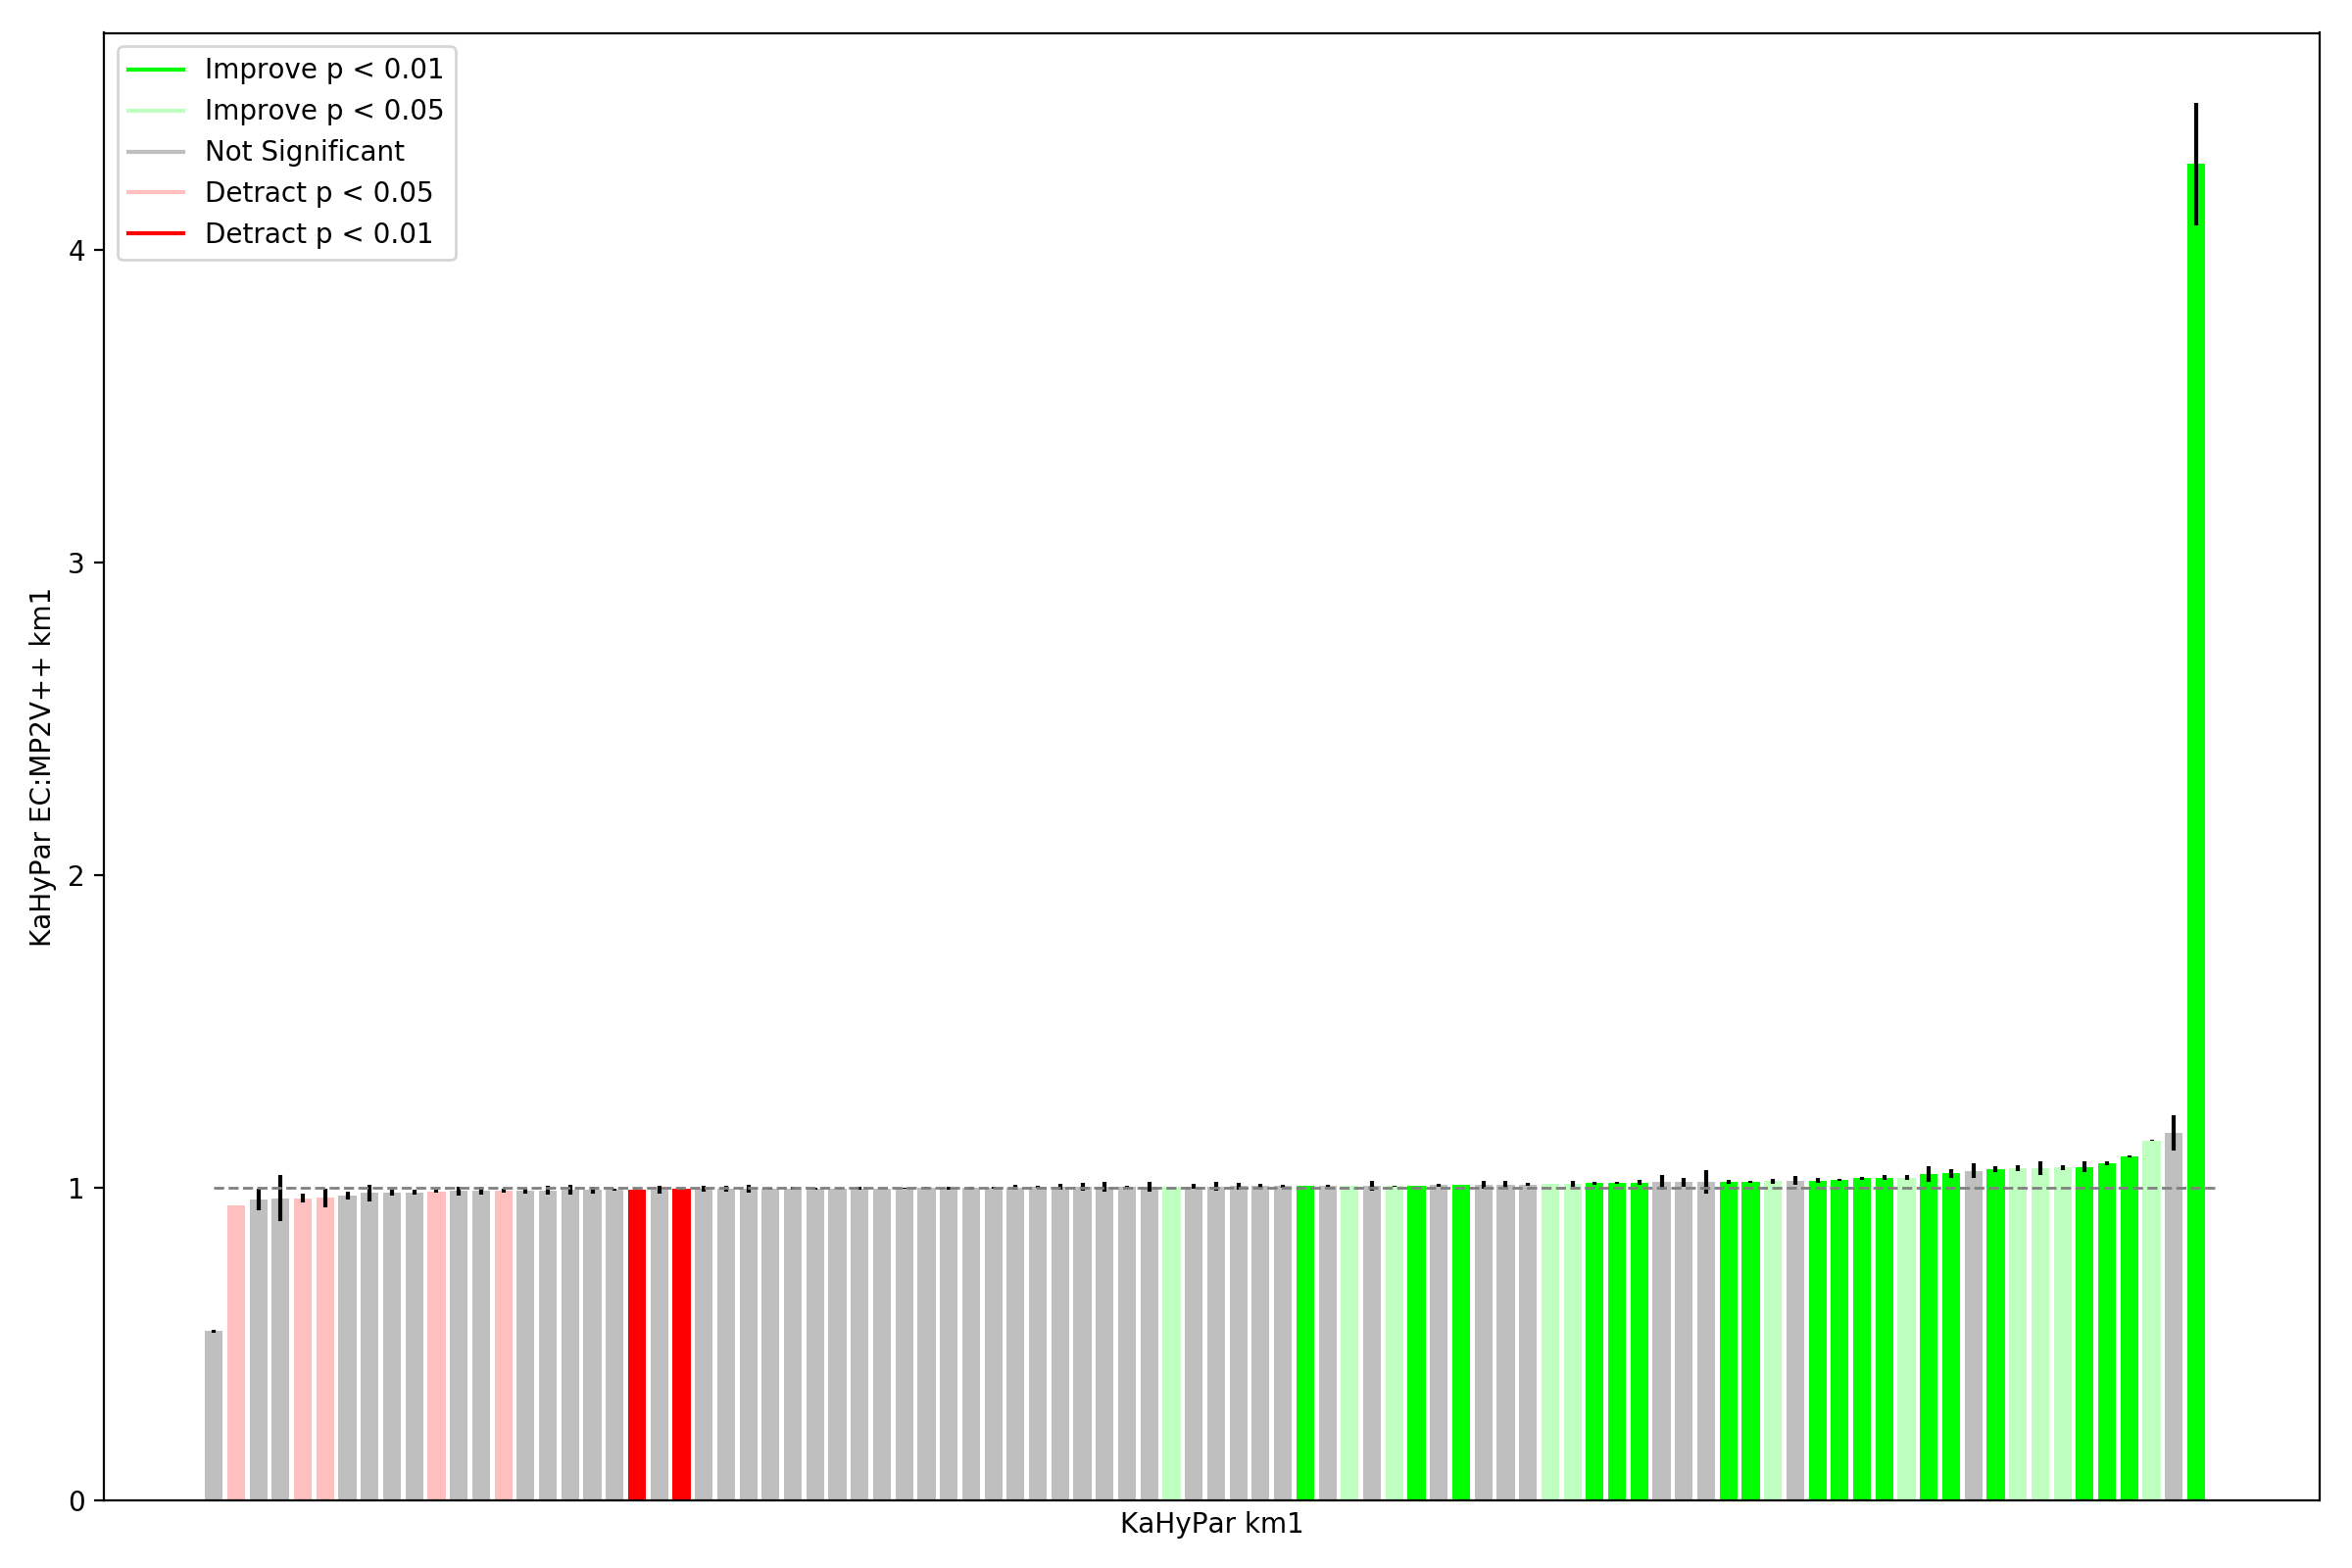 Improve p < 0.01
Improve p < 0.05
Not Significant
Detract p < 0.05
Detract p < 0.01
KaHyPar EC:MP2V++ km1
4
3
2
1
0
KaHyPar km1